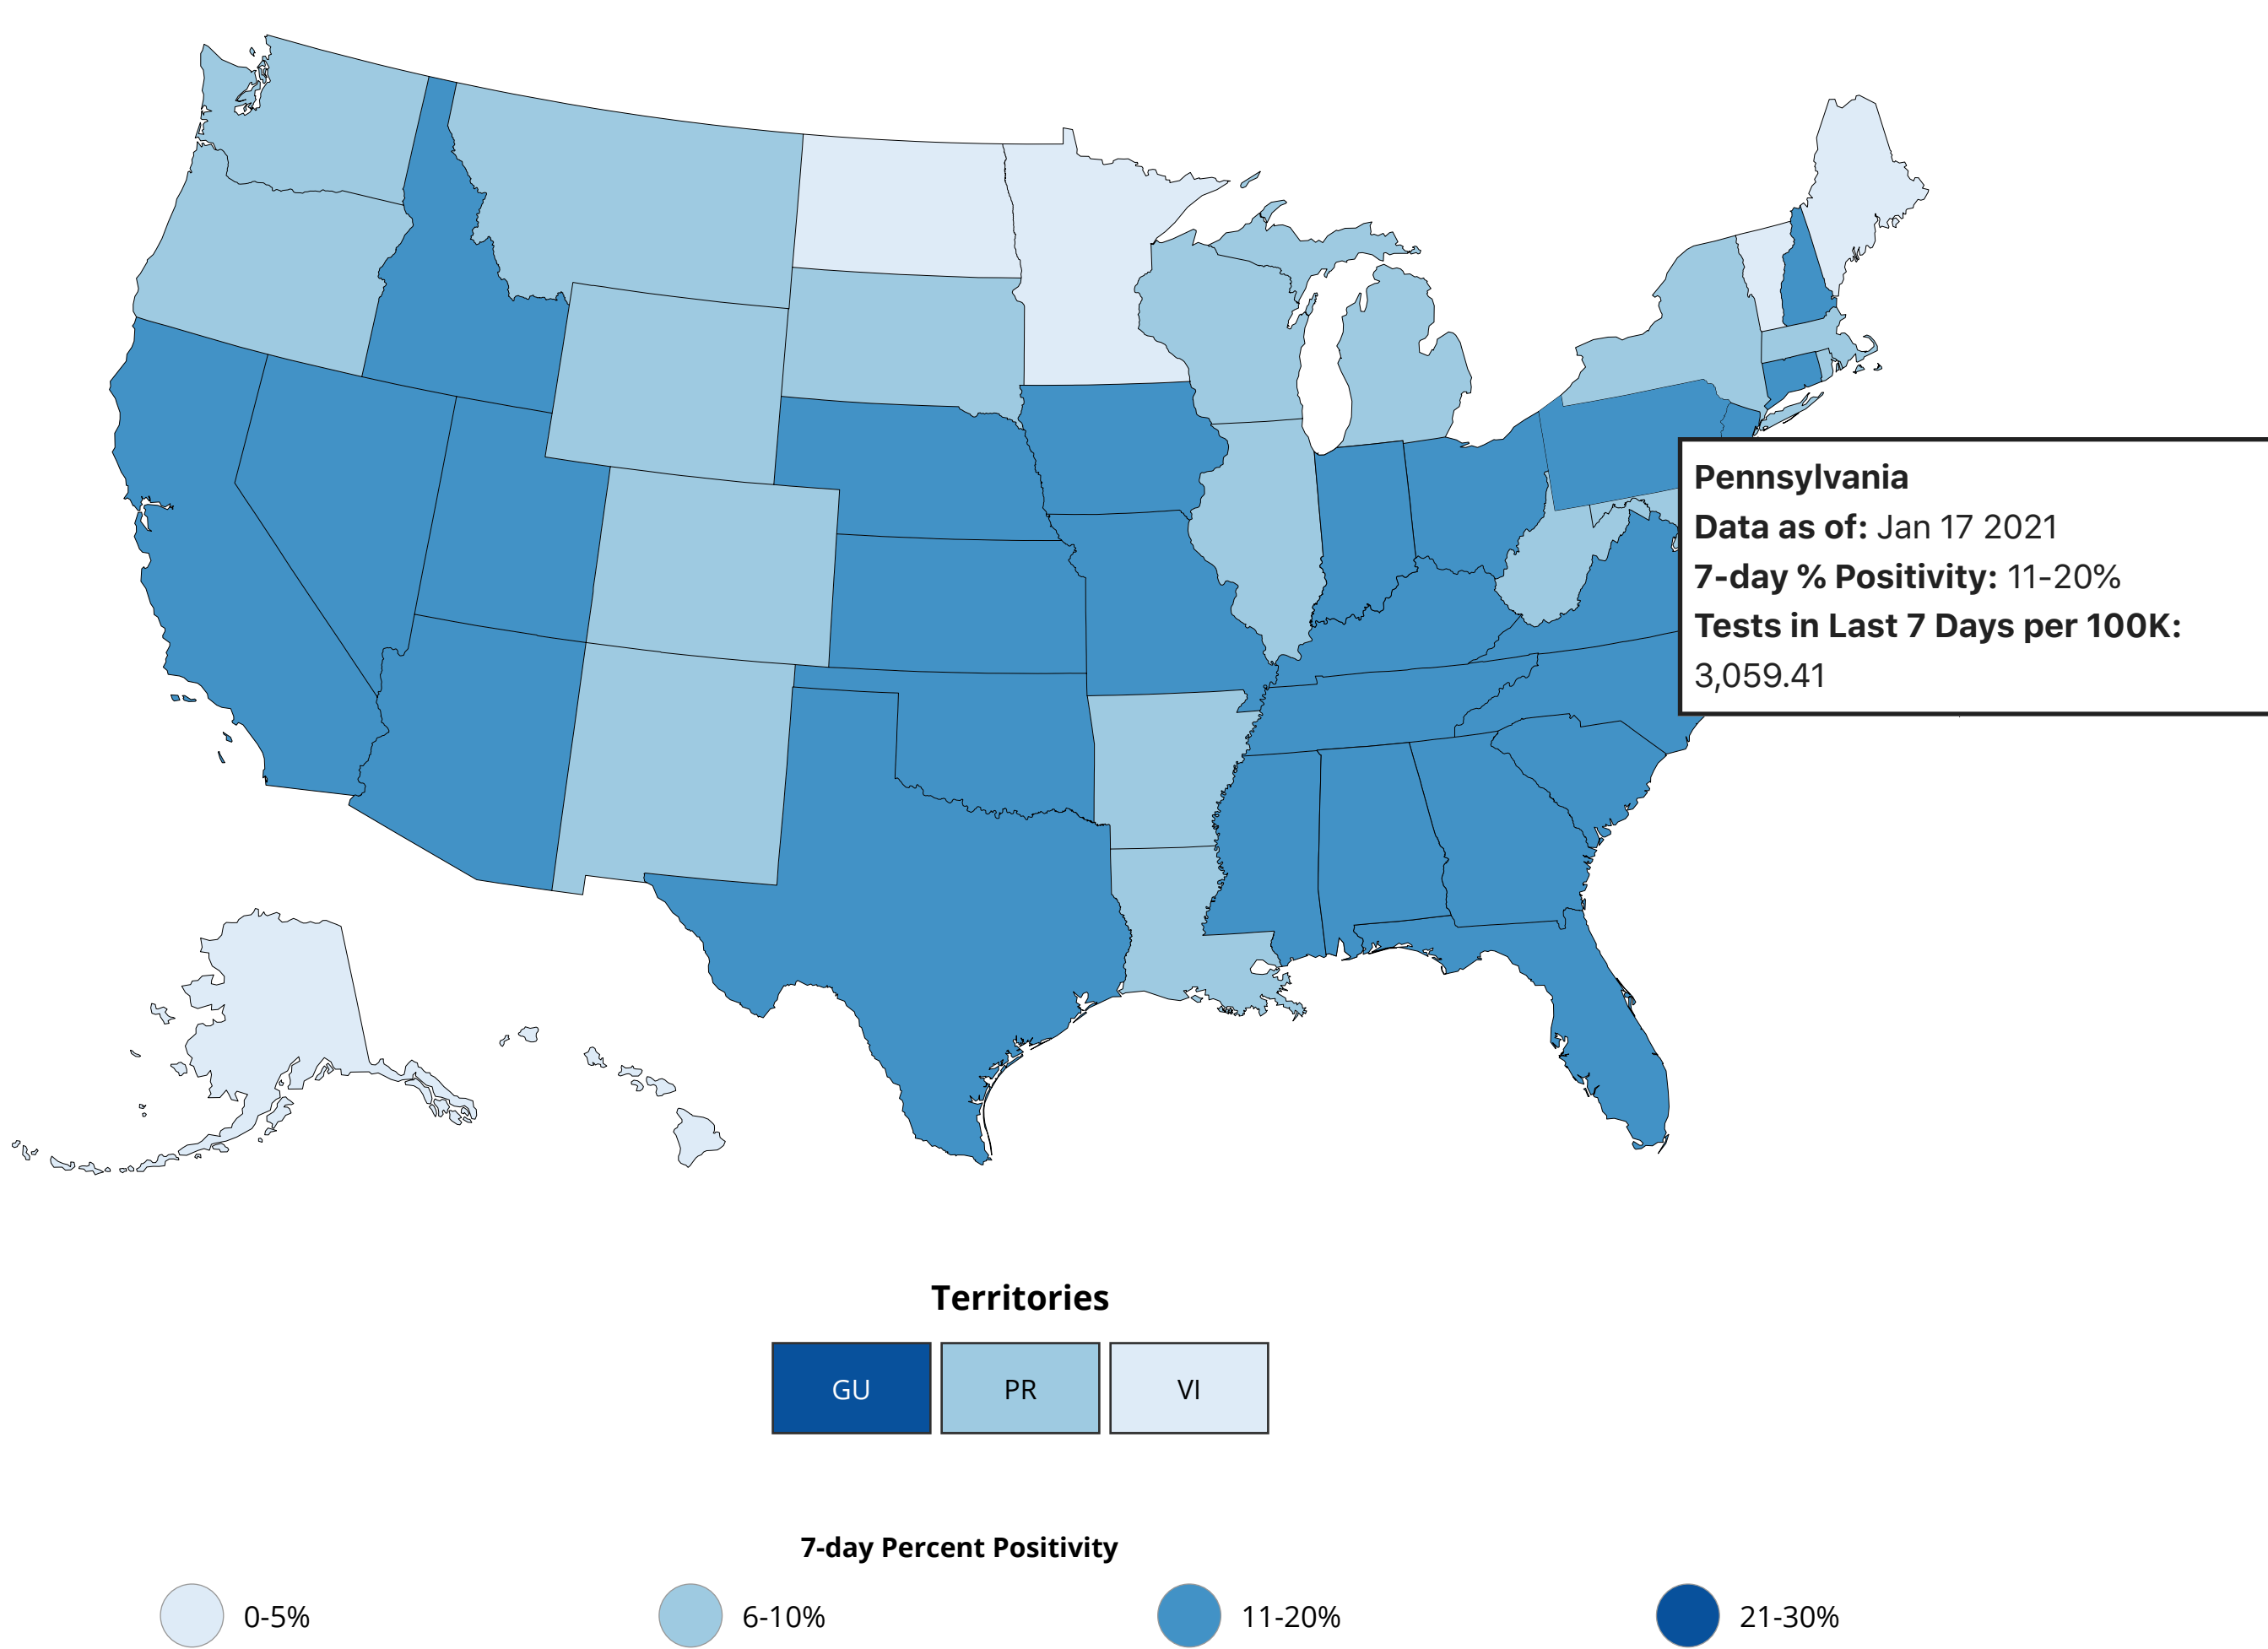 Pennsylvania
Data as of: Jan 17 2021
7-day % Positivity: 11-20%
Tests in Last 7 Days per 100K:
3,059.41
Territories
GU PR VI
7-day Percent Positivity
0-5% 6-10% 11-20% 21-30%